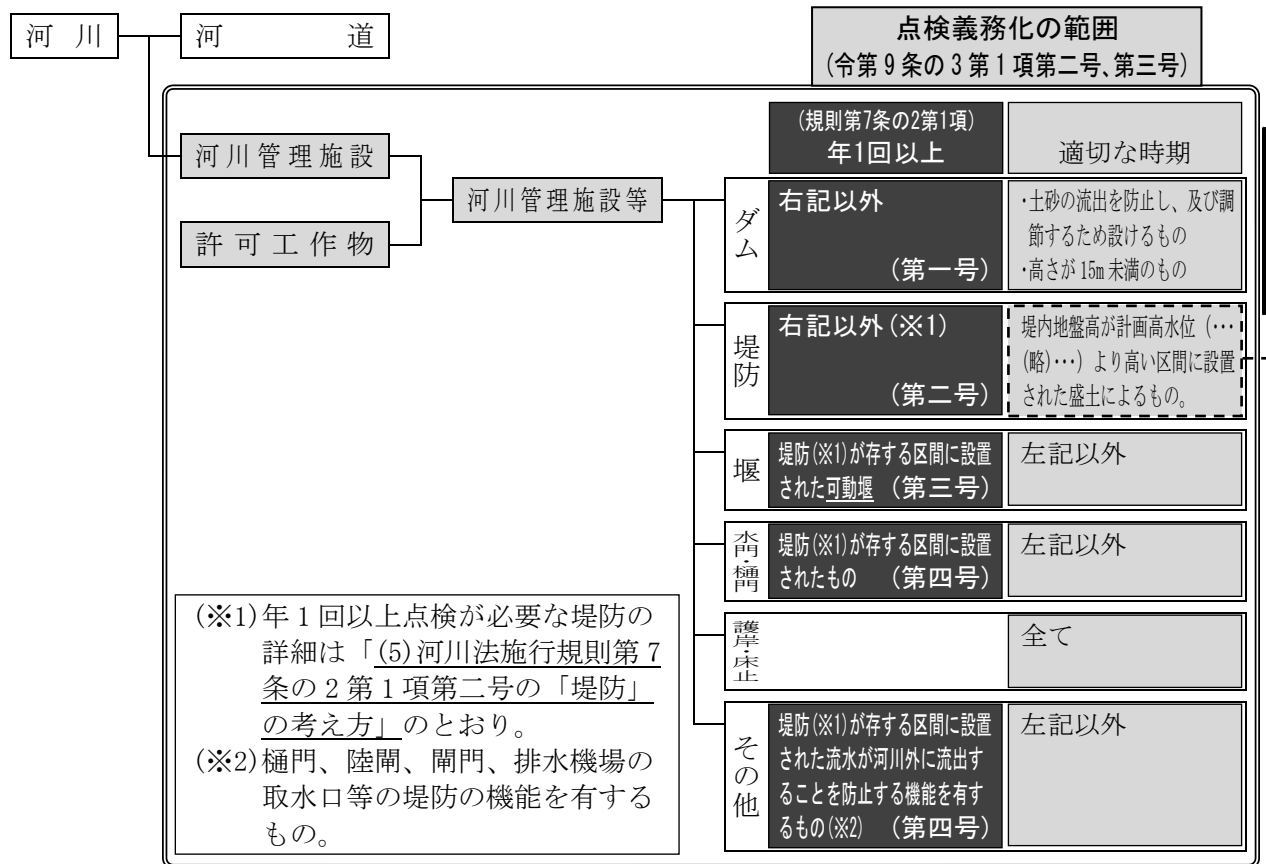 河川
河道
点検義務化の範囲
(令第9条の3第1項第二号、第三号)
河川管理施設
許可工作物
河川管理施設等
(規則第7条の2第1項)
年1回以上
適切な時期
ダム
右記以外
(第一号)
・土砂の流出を防止し、及び調
節するため設けるもの
・高さが15m未満のもの
堤防
右記以外(※1)
(第二号)
堤内地盤高が計画高水位(…
(略)…)より高い区間に設置
された盛土によるもの。
堰
堤防(※1)が存する区間に設置
された可動堰 (第三号)
左記以外
水門・樋門
堤防(※1)が存する区間に設置
されたもの (第四号)
左記以外
護岸・床止
全て
その他
堤防(※1)が存する区間に設置
された流水が河川外に流出す
ることを防止する機能を有す
るもの(※2) (第四号)
左記以外
(※1)年1回以上点検が必要な堤防の
詳細は「(5)河川法施行規則第7
条の2第1項第二号の「堤防」
の考え方」のとおり。
(※2)樋門、陸閘、閘門、排水機場の
取水口等の堤防の機能を有する
もの。